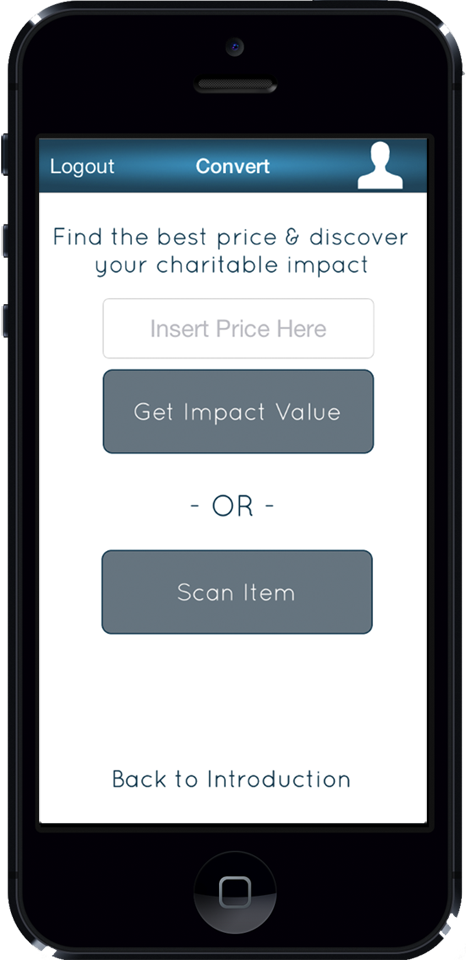 Logout Convert
Find the best price & discover
your charitable impact
Insert Price Here
Get Impact Value
- OR -
Scan Item
Back to Introduction